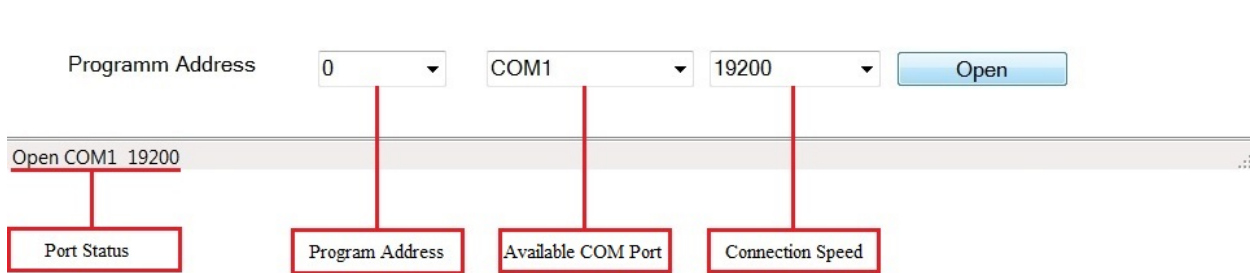 Programm Address 0 COM1 19200 Open
Open COM1 19200
Port Status Program Address Available COM Port Connection Speed